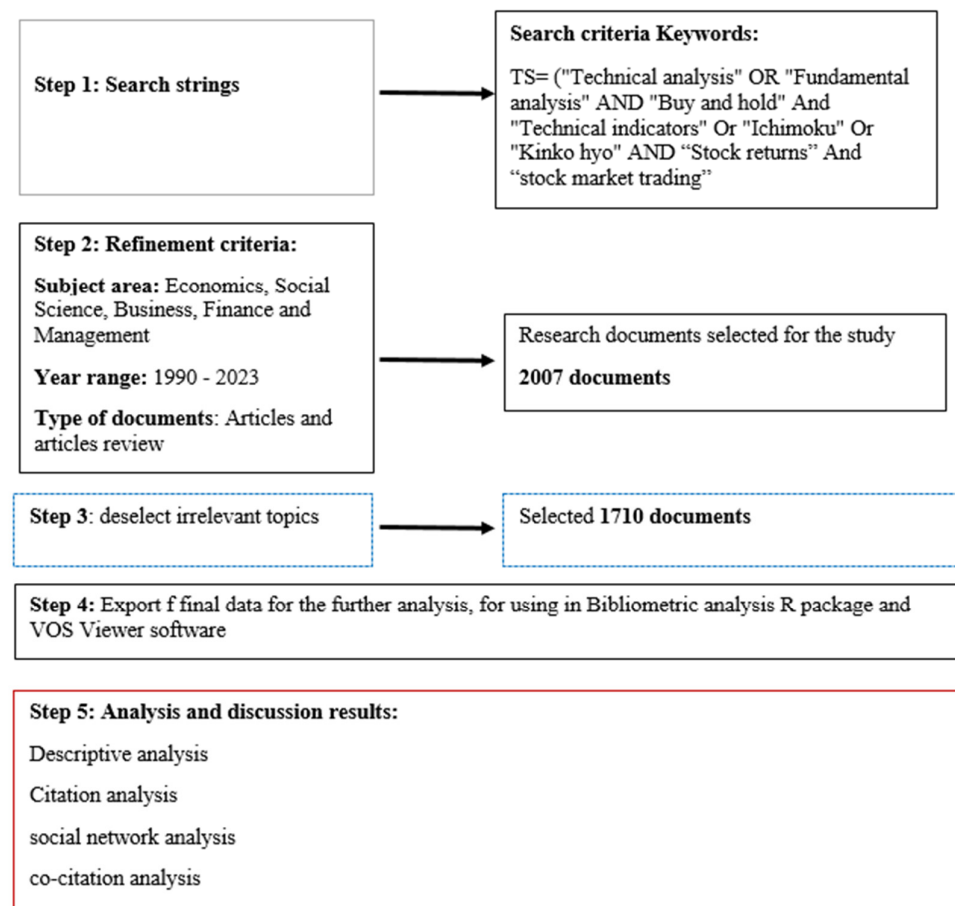 Step 1: Search strings
Search criteria Keywords:
TS= ("Technical analysis" OR "Fundamental
analysis" AND "Buy and hold" And
"Technical indicators" Or "Ichimoku" Or
"Kinko hyo" AND “Stock returns” And
“stock market trading”
Step 2: Refinement criteria:
Subject area: Economics, Social
Science, Business, Finance and
Management
Year range: 1990 - 2023
Type of documents: Articles and
articles review
Research documents selected for the study
2007 documents
Step 3: deselect irrelevant topics
Selected 1710 documents
Step 4: Export f final data for the further analysis, for using in Bibliometric analysis R package and
VOS Viewer software
Step 5: Analysis and discussion results:
Descriptive analysis
Citation analysis
social network analysis
co-citation analysis